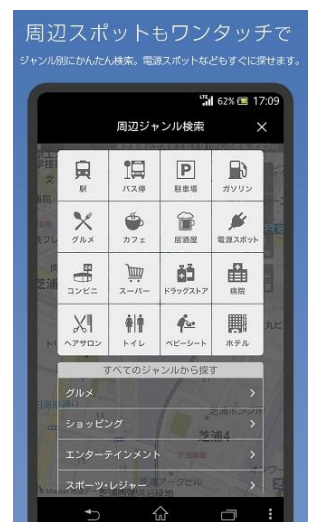 周辺スポットもワンタッチで
ジャンル別にかんたん検索。電源スポットなどもすぐに探せます。
LTE 62% 17:09
周辺ジャンル検索 ×
駅 バス停 P 駐車場 ガソリン
グルメ カフェ 居酒屋 電源スポット
コンビニ スーパー ドラッグストア 病院
ヘアサロン トイレ ベビーシート ホテル
すべてのジャンルから探す
グルメ
ショッピング
芝浦4
エンターテインメント
スポーツ・レジャー